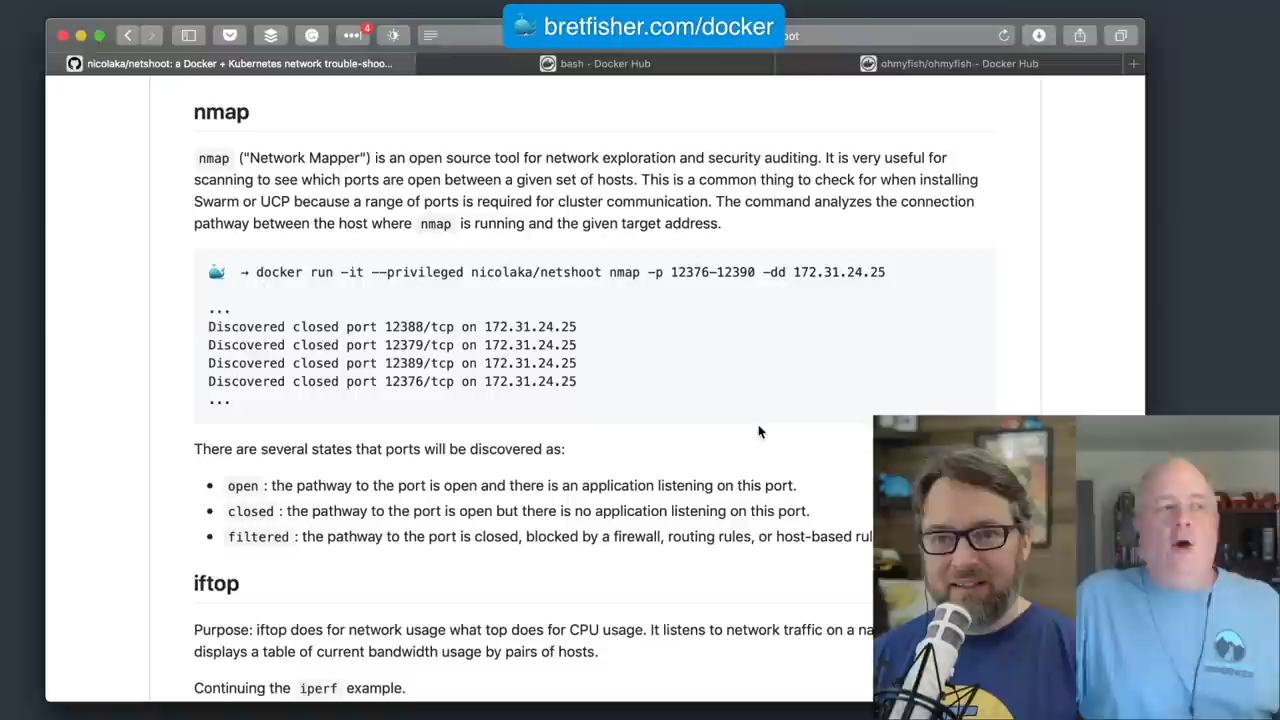 bretfisher.com/docker
4
oot
nicolaka/netshoot: a Docker + Kubernetes network trouble-shoo...
bash - Docker Hub
ohmyfish/ohmyfish - Docker Hub
nmap
nmap ("Network Mapper") is an open source tool for network exploration and security auditing. It is very useful for
scanning to see which ports are open between a given set of hosts. This is a common thing to check for when installing
Swarm or UCP because a range of ports is required for cluster communication. The command analyzes the connection
pathway between the host where nmap is running and the given target address.
🐳 → docker run -it --privileged nicolaka/netshoot nmap -p 12376-12390 -dd 172.31.24.25
...
Discovered closed port 12388/tcp on 172.31.24.25
Discovered closed port 12379/tcp on 172.31.24.25
Discovered closed port 12389/tcp on 172.31.24.25
Discovered closed port 12376/tcp on 172.31.24.25
...
There are several states that ports will be discovered as:
• open : the pathway to the port is open and there is an application listening on this port.
• closed : the pathway to the port is open but there is no application listening on this port.
• filtered : the pathway to the port is closed, blocked by a firewall, routing rules, or host-based rul
iftop
Purpose: iftop does for network usage what top does for CPU usage. It listens to network traffic on a na
displays a table of current bandwidth usage by pairs of hosts.
Continuing the iperf example.